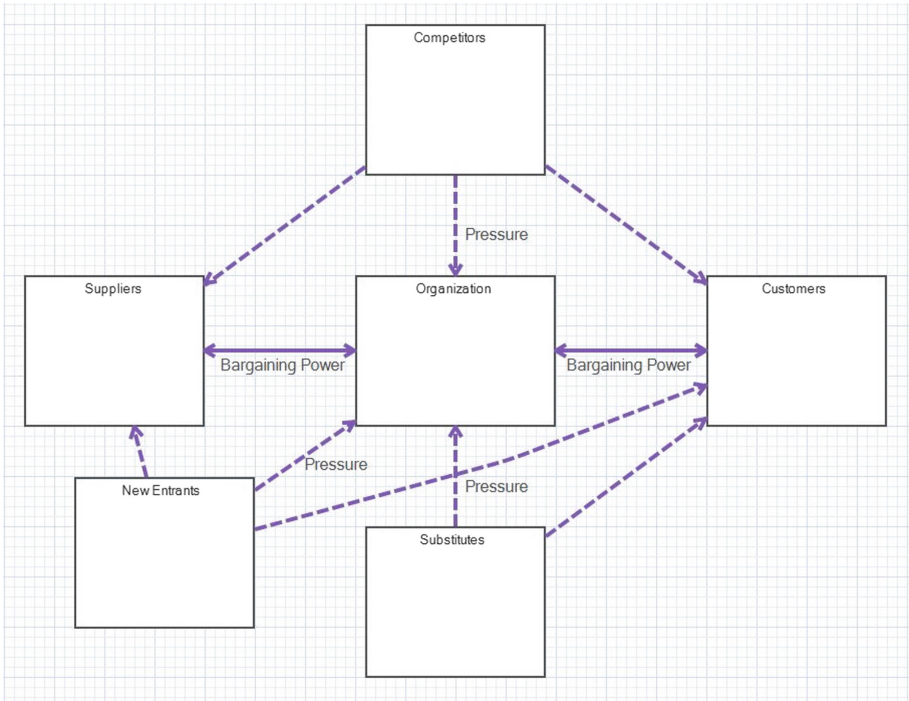 Competitors
Pressure
Suppliers
Organization
Customers
Bargaining Power
Bargaining Power
Pressure
New Entrants
Pressure
Substitutes